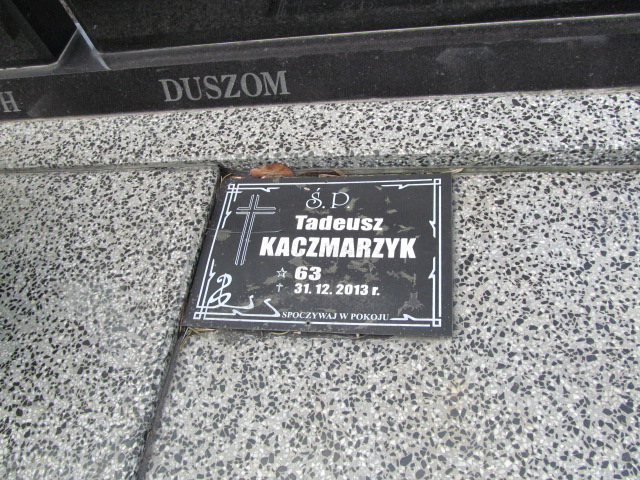 H DUSZOM
Ś. P.
Tadeusz
KACZMARZYK
☆ 63
† 31. 12. 2013 r.
SPOCZYWAJ W POKOJU